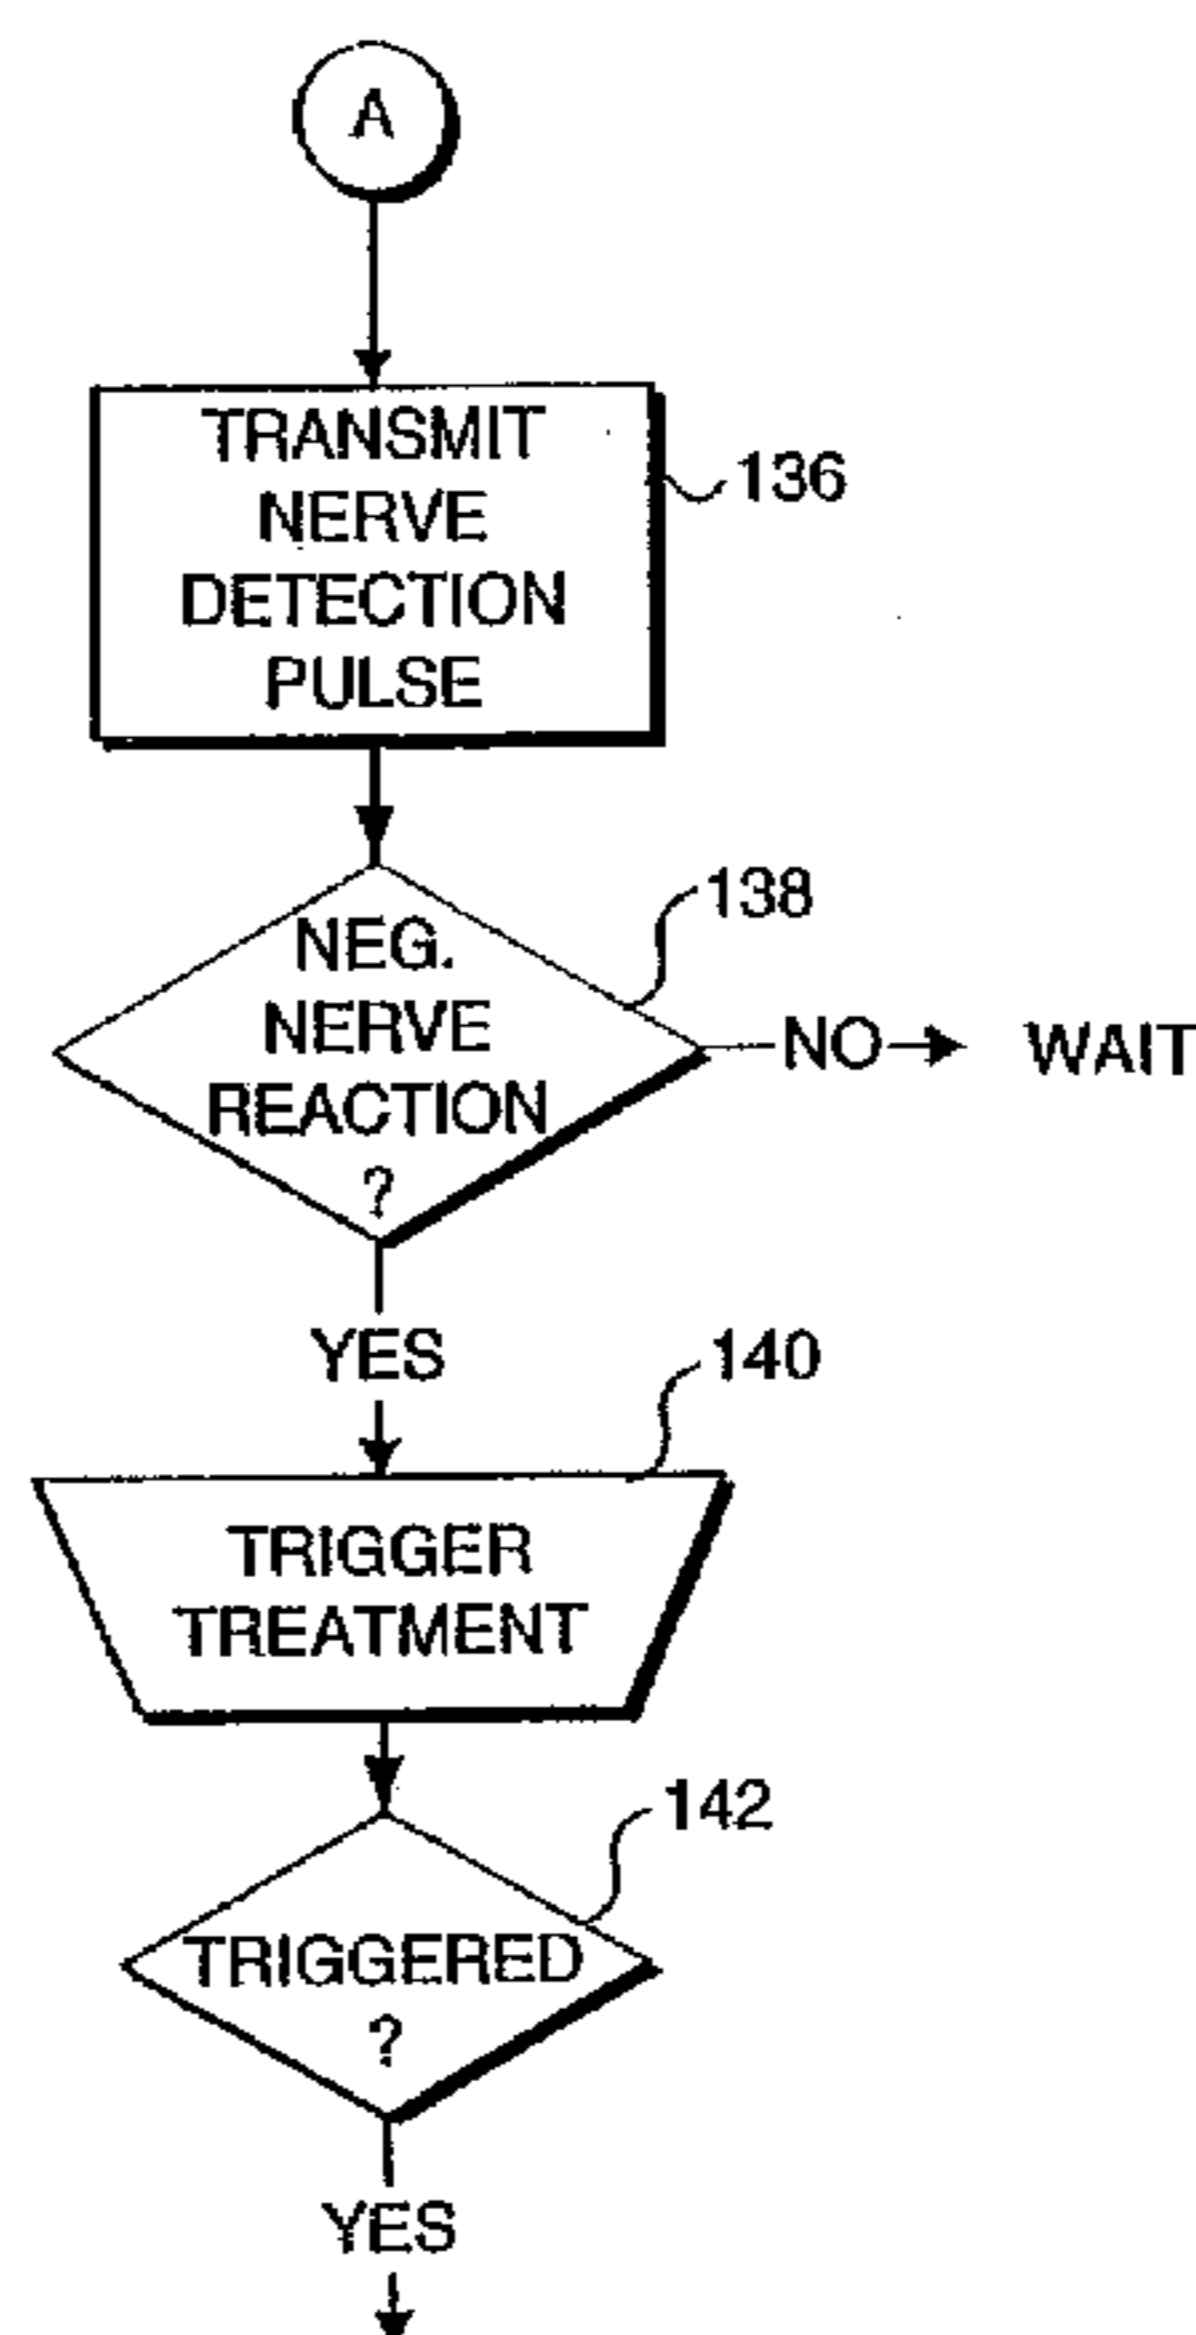 A
TRANSMIT
NERVE
DETECTION
PULSE
136
138
NEG.
NERVE
REACTION
?
NO
WAIT
YES
140
TRIGGER
TREATMENT
142
TRIGGERED
?
YES